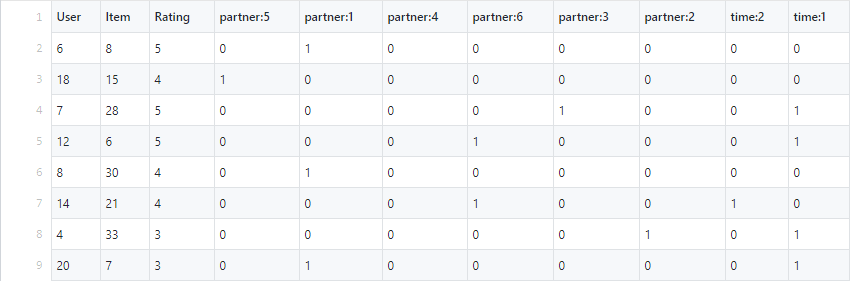 1 User Item Rating partner:5 partner:1 partner:4 partner:6 partner:3 partner:2 time:2 time:1
2 6 8 5 0 1 0 0 0 0 0 0
3 18 15 4 1 0 0 0 0 0 0 0
4 7 28 5 0 0 0 0 1 0 0 1
5 12 6 5 0 0 0 1 0 0 0 1
6 8 30 4 0 1 0 0 0 0 0 0
7 14 21 4 0 0 0 1 0 0 1 0
8 4 33 3 0 0 0 0 0 1 0 1
9 20 7 3 0 1 0 0 0 0 0 1